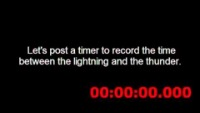 Let's post a timer to record the time
between the lightning and the thunder.
00:00:00.000